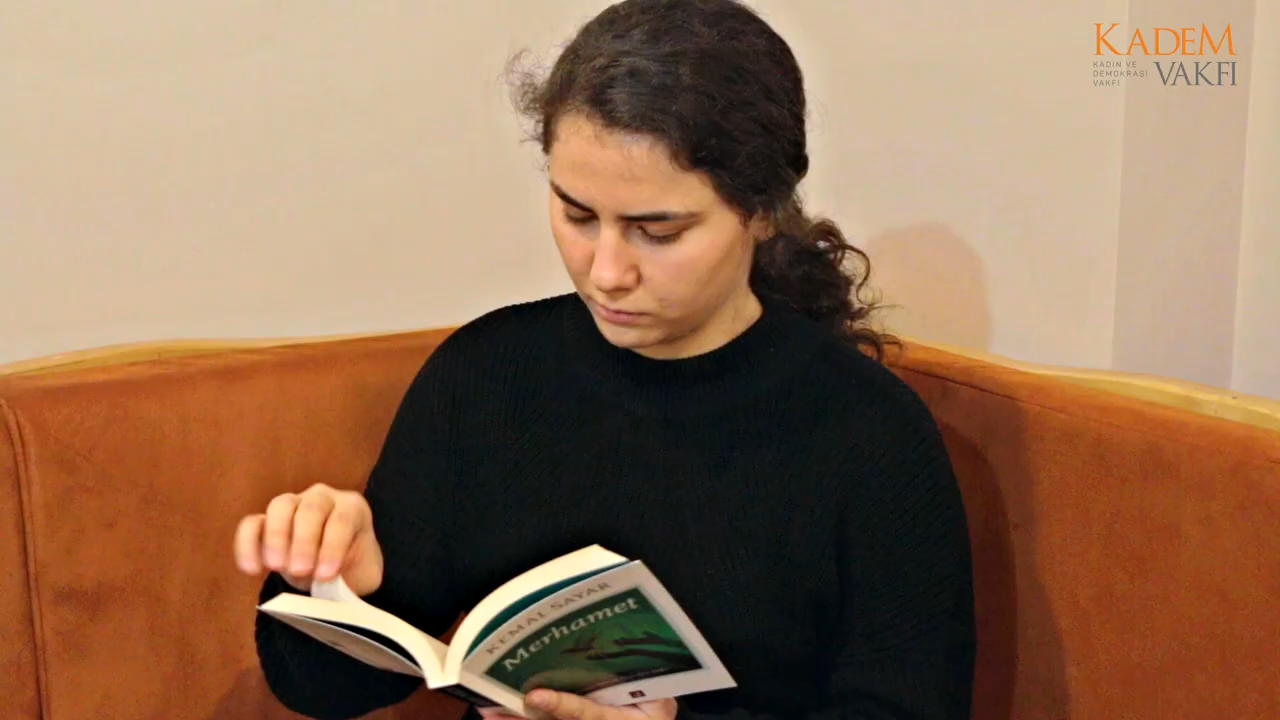 KADEM
KADIN VE
DEMOKRASİ
VAKFI
VAKFI
KEMAL SAYAR
Merhamet